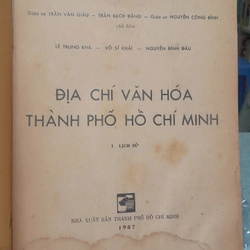 Giáo sư TRẦN VĂN GIÀU — TRẦN BẠCH ĐẰNG — Giáo sư NGUYỄN CÔNG BÌNH
chủ biên
LÊ TRUNG KHÁ - VÕ SĨ KHẢI - NGUYỄN ĐÌNH ĐẦU
ĐỊA CHÍ VĂN HÓA
THÀNH PHỐ HỒ CHÍ MINH
I. LỊCH SỬ
NHÀ XUẤT BẢN THÀNH PHỐ HỒ CHÍ MINH
1987